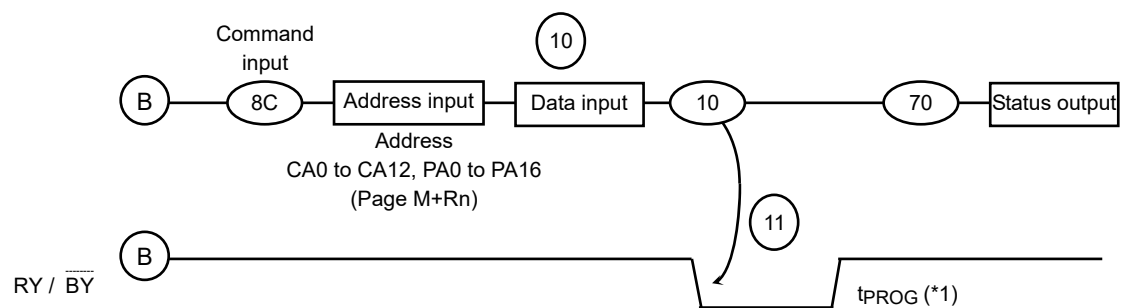 Command
input
10
B
8C
Address input
Data input
10
70
Status output
Address
CA0 to CA12, PA0 to PA16
(Page M+Rn)
11
B
RY / BY
tPROG (*1)